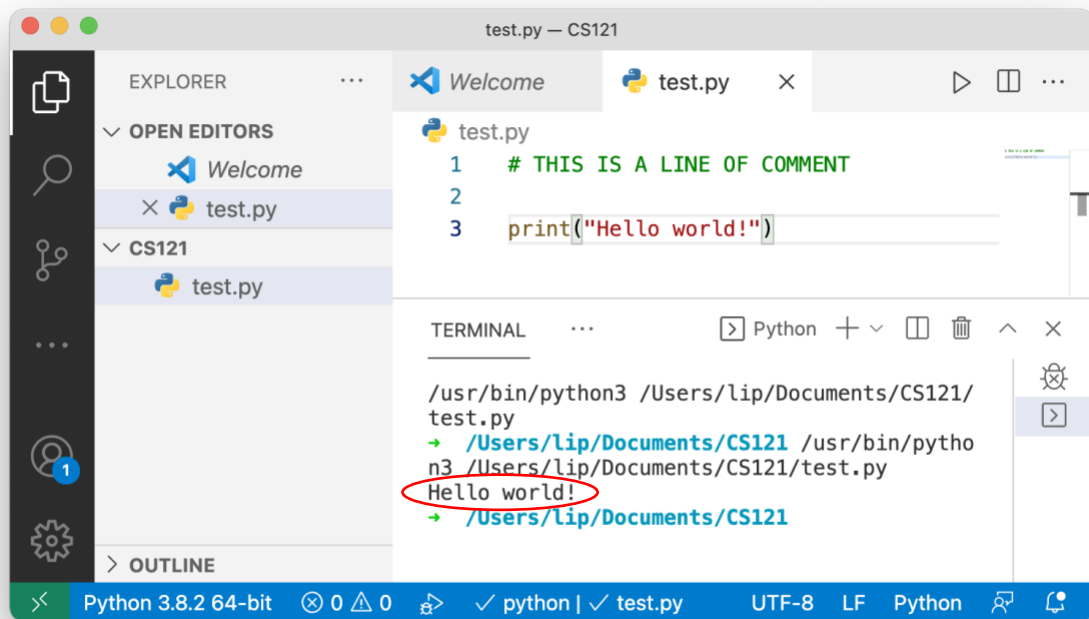 test.py — CS121
EXPLORER
OPEN EDITORS
Welcome
test.py
CS121
test.py
OUTLINE
Welcome
test.py
test.py
1 # THIS IS A LINE OF COMMENT
2
3 print("Hello world!")
TERMINAL
Python
/usr/bin/python3 /Users/lip/Documents/CS121/
test.py
→ /Users/lip/Documents/CS121 /usr/bin/pytho
n3 /Users/lip/Documents/CS121/test.py
Hello world!
→ /Users/lip/Documents/CS121
1
Python 3.8.2 64-bit 0 0 python | ✓ test.py UTF-8 LF Python